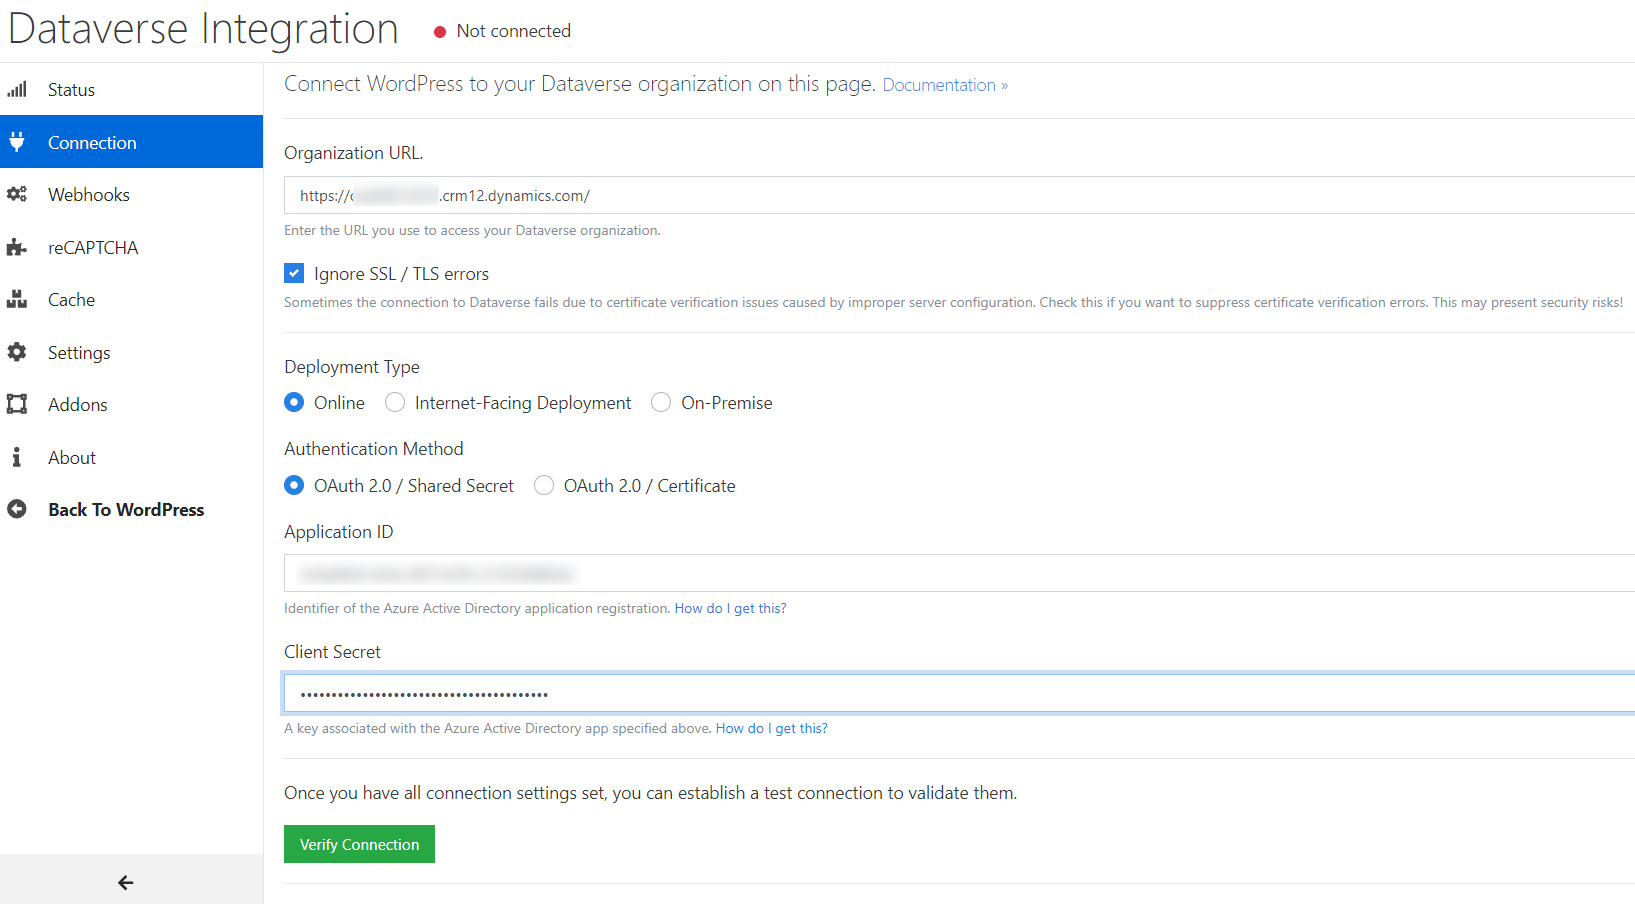 Dataverse Integration
Not connected
Status
Connection
Webhooks
reCAPTCHA
Cache
Settings
Addons
About
Back To WordPress
Connect WordPress to your Dataverse organization on this page. Documentation »
Organization URL.
https:// .crm12.dynamics.com/
Enter the URL you use to access your Dataverse organization.
Ignore SSL / TLS errors
Sometimes the connection to Dataverse fails due to certificate verification issues caused by improper server configuration. Check this if you want to suppress certificate verification errors. This may present security risks!
Deployment Type
Online Internet-Facing Deployment On-Premise
Authentication Method
OAuth 2.0 / Shared Secret OAuth 2.0 / Certificate
Application ID
Identifier of the Azure Active Directory application registration. How do I get this?
Client Secret
A key associated with the Azure Active Directory app specified above. How do I get this?
Once you have all connection settings set, you can establish a test connection to validate them.
Verify Connection